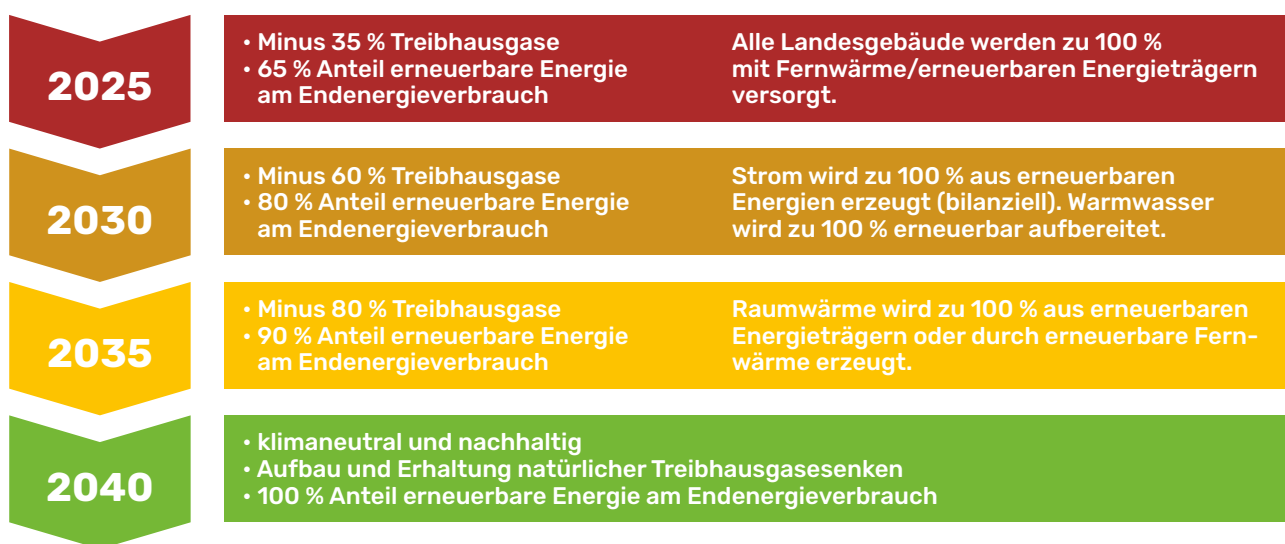 2025
• Minus 35 % Treibhausgase
• 65 % Anteil erneuerbare Energie
am Endenergieverbrauch
Alle Landesgebäude werden zu 100 %
mit Fernwärme/erneuerbaren Energieträgern
versorgt.
2030
• Minus 60 % Treibhausgase
• 80 % Anteil erneuerbare Energie
am Endenergieverbrauch
Strom wird zu 100 % aus erneuerbaren
Energien erzeugt (bilanziell). Warmwasser
wird zu 100 % erneuerbar aufbereitet.
2035
• Minus 80 % Treibhausgase
• 90 % Anteil erneuerbare Energie
am Endenergieverbrauch
Raumwärme wird zu 100 % aus erneuerbaren
Energieträgern oder durch erneuerbare Fern-
wärme erzeugt.
2040
• klimaneutral und nachhaltig
• Aufbau und Erhaltung natürlicher Treibhausgasesenken
• 100 % Anteil erneuerbare Energie am Endenergieverbrauch